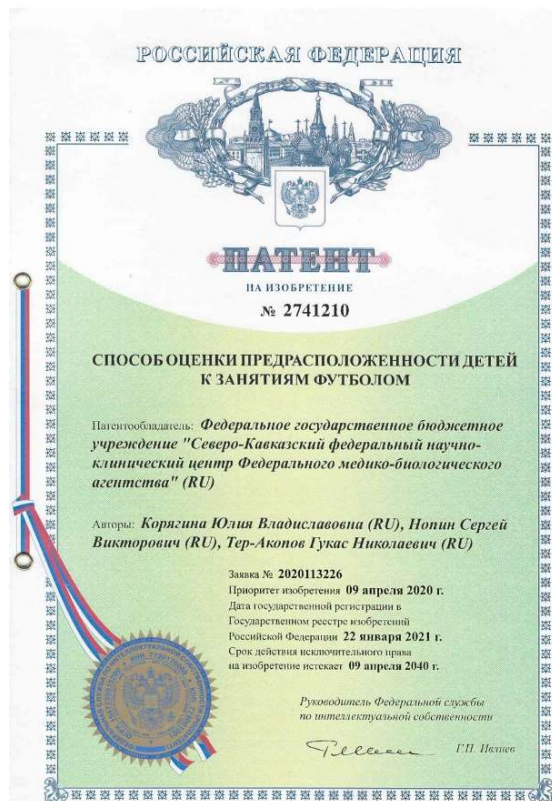 РОССИЙСКАЯ ФЕДЕРАЦИЯ
ПАТЕНТ
НА ИЗОБРЕТЕНИЕ
№ 2741210
СПОСОБ ОЦЕНКИ ПРЕДРАСПОЛОЖЕННОСТИ ДЕТЕЙ
К ЗАНЯТИЯМ ФУТБОЛОМ
Патентообладатель: Федеральное государственное бюджетное
учреждение "Северо-Кавказский федеральный научно-
клинический центр Федерального медико-биологического
агентства" (RU)
Авторы: Корягина Юлия Владиславовна (RU), Нопин Сергей
Викторович (RU), Тер-Акопов Гукас Николаевич (RU)
Заявка № 2020113226
Приоритет изобретения 09 апреля 2020 г.
Дата государственной регистрации в
Государственном реестре изобретений
Российской Федерации 22 января 2021 г.
Срок действия исключительного права
на изобретение истекает 09 апреля 2040 г.
Руководитель Федеральной службы
по интеллектуальной собственности
Г.П. Ивлиев